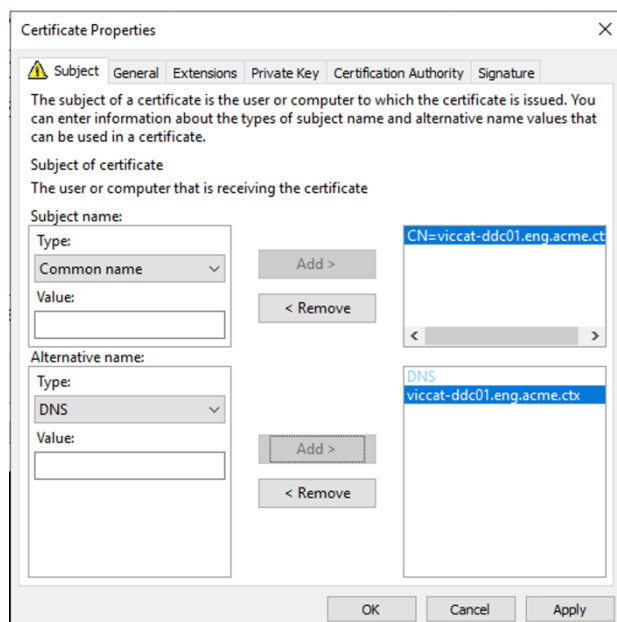 Certificate Properties
Subject General Extensions Private Key Certification Authority Signature
The subject of a certificate is the user or computer to which the certificate is issued. You
can enter information about the types of subject name and alternative name values that
can be used in a certificate.
Subject of certificate
The user or computer that is receiving the certificate
Subject name:
Type:
Common name
Value:
Add >
< Remove
CN=viccat-ddc01.eng.acme.ct
Alternative name:
Type:
DNS
Value:
Add >
< Remove
DNS
viccat-ddc01.eng.acme.ctx
OK Cancel Apply